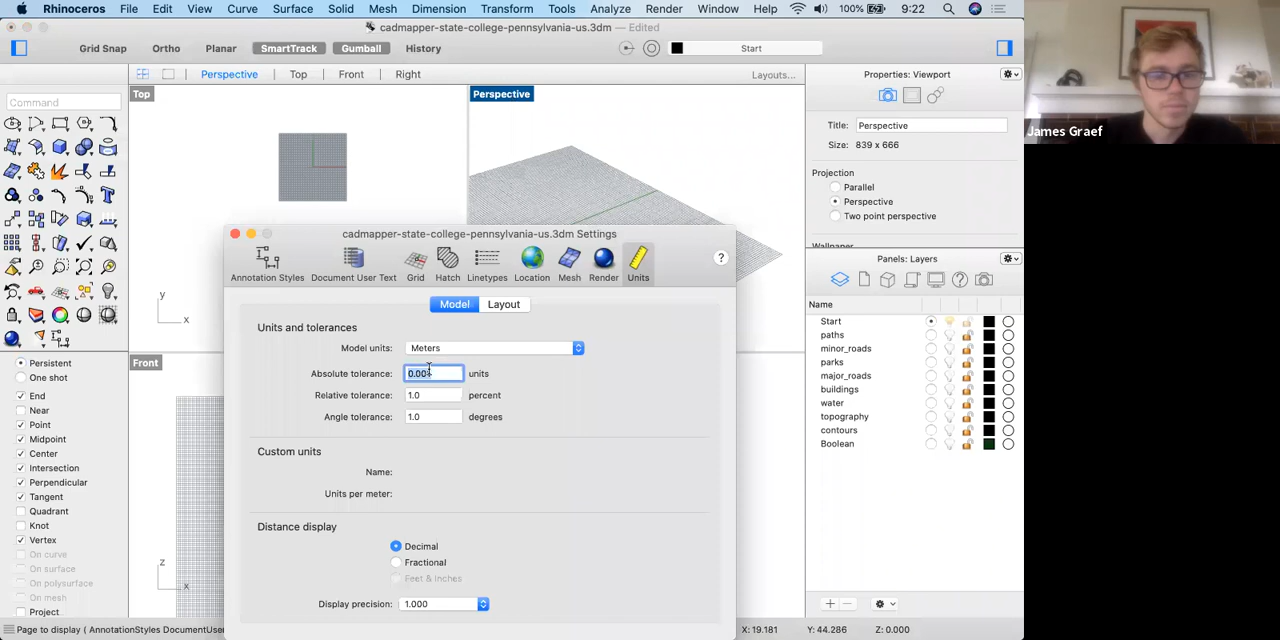 Rhinoceros File Edit View Curve Surface Solid Mesh Dimension Transform Tools Analyze Render Window Help 100% 9:22
cadmapper-state-college-pennsylvania-us.3dm — Edited
Grid Snap Ortho Planar SmartTrack Gumball History Start
Perspective Top Front Right Layouts...
Command
Top
Perspective
y
x
Front
z
x
Persistent
One shot
End
Near
Point
Midpoint
Center
Intersection
Perpendicular
Tangent
Quadrant
Knot
Vertex
On curve
On surface
On polysurface
On mesh
Project
cadmapper-state-college-pennsylvania-us.3dm Settings
Annotation Styles Document User Text Grid Hatch Linetypes Location Mesh Render Units ?
Model Layout
Units and tolerances
Model units: Meters
Absolute tolerance: units
Relative tolerance: 1.0 percent
Angle tolerance: 1.0 degrees
Custom units
Name:
Units per meter:
Distance display
Decimal
Fractional
Feet & Inches
Display precision: 1.000
Properties: Viewport
Title: Perspective
Size: 839 x 666
Projection
Parallel
Perspective
Two point perspective
Wallpaper
Panels: Layers
Name
Start
paths
minor_roads
parks
major_roads
buildings
water
topography
contours
Boolean
Page to display ( AnnotationStyles DocumentUser
X: 19.181 Y: 44.286 Z: 0.000
James Graef